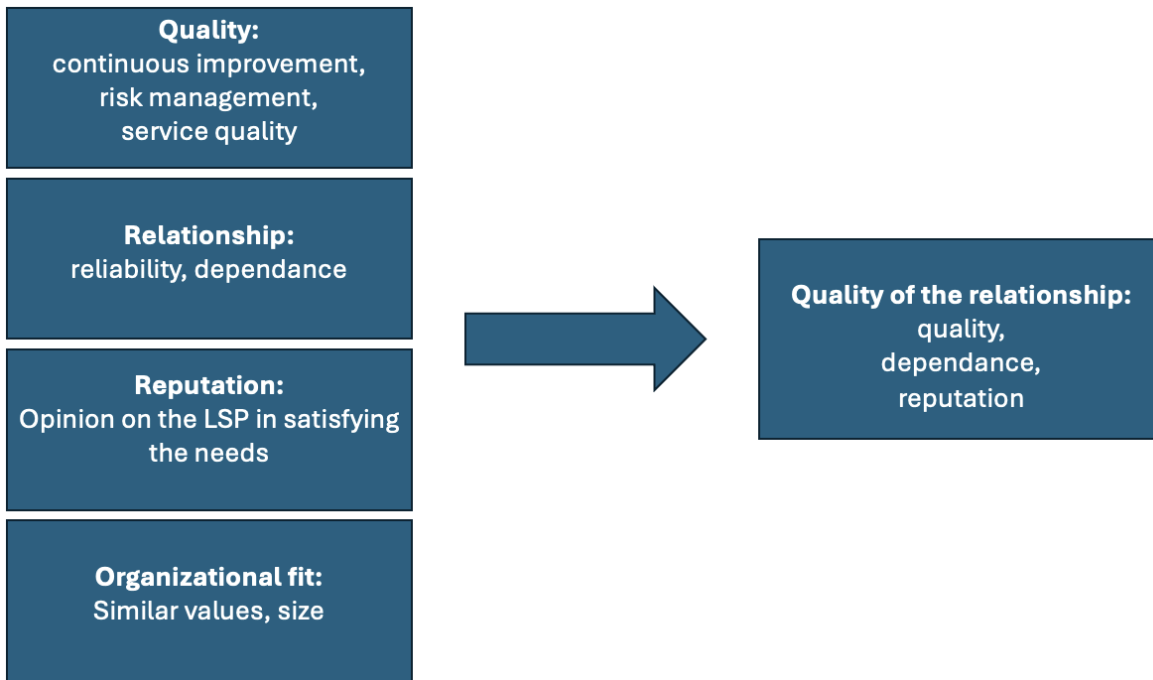 Quality:
continuous improvement,
risk management,
service quality
Relationship:
reliability, dependance
Reputation:
Opinion on the LSP in satisfying
the needs
Organizational fit:
Similar values, size
Quality of the relationship:
quality,
dependance,
reputation